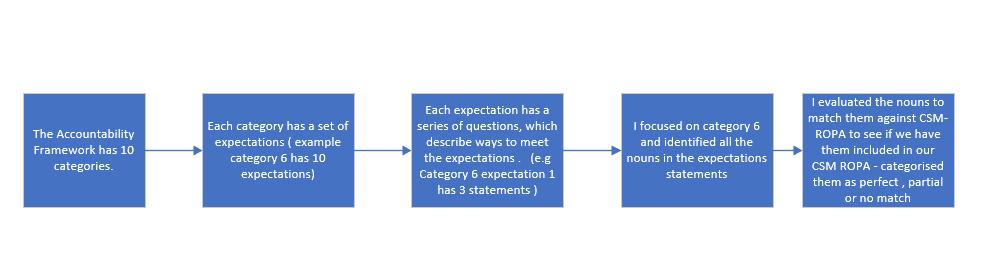 The Accountability
Framework has 10
categories.
Each category has a set of
expectations ( example
category 6 has 10
expectations)
Each expectation has a
series of questions, which
describe ways to meet
the expectations .   (e.g
Category 6 expectation 1
has 3 statements )
I focused on category 6
and identified all the
nouns in the expectations
statements
I evaluated the nouns to
match them against CSM-
ROPA to see if we have
them included in our
CSM ROPA - categorised
them as perfect , partial
or no match